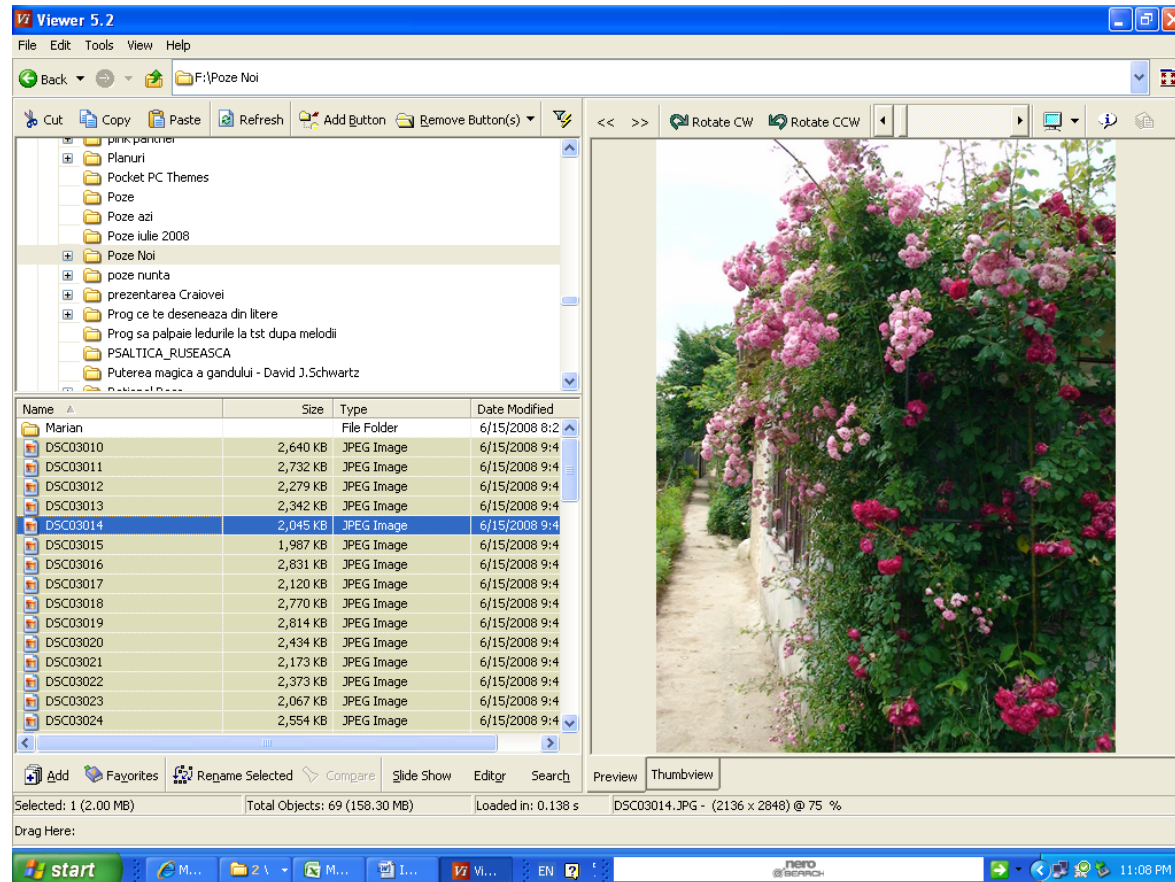 Viewer 5.2
File Edit Tools View Help
Back F:\Poze Noi
Cut Copy Paste Refresh Add Button Remove Button(s)
<< >> Rotate CW Rotate CCW
pink panther
Planuri
Pocket PC Themes
Poze
Poze azi
Poze iulie 2008
Poze Noi
poze nunta
prezentarea Craiovei
Prog ce te deseneaza din litere
Prog sa palpaie ledurile la tst dupa melodii
PSALTICA_RUSEASCA
Puterea magica a gandului - David J.Schwartz
Name Size Type Date Modified
Marian File Folder 6/15/2008 8:2
DSC03010 2,640 KB JPEG Image 6/15/2008 9:4
DSC03011 2,732 KB JPEG Image 6/15/2008 9:4
DSC03012 2,279 KB JPEG Image 6/15/2008 9:4
DSC03013 2,342 KB JPEG Image 6/15/2008 9:4
DSC03014 2,045 KB JPEG Image 6/15/2008 9:4
DSC03015 1,987 KB JPEG Image 6/15/2008 9:4
DSC03016 2,831 KB JPEG Image 6/15/2008 9:4
DSC03017 2,120 KB JPEG Image 6/15/2008 9:4
DSC03018 2,770 KB JPEG Image 6/15/2008 9:4
DSC03019 2,814 KB JPEG Image 6/15/2008 9:4
DSC03020 2,434 KB JPEG Image 6/15/2008 9:4
DSC03021 2,173 KB JPEG Image 6/15/2008 9:4
DSC03022 2,373 KB JPEG Image 6/15/2008 9:4
DSC03023 2,067 KB JPEG Image 6/15/2008 9:4
DSC03024 2,554 KB JPEG Image 6/15/2008 9:4
Add Favorites Rename Selected Compare Slide Show Editor Search
Preview Thumbview
Selected: 1 (2.00 MB) Total Objects: 69 (158.30 MB) Loaded in: 0.138 s DSC03014.JPG - (2136 x 2848) @ 75 %
Drag Here:
start M... 2 \ M... I... Vi... EN nero SEARCH 11:08 PM